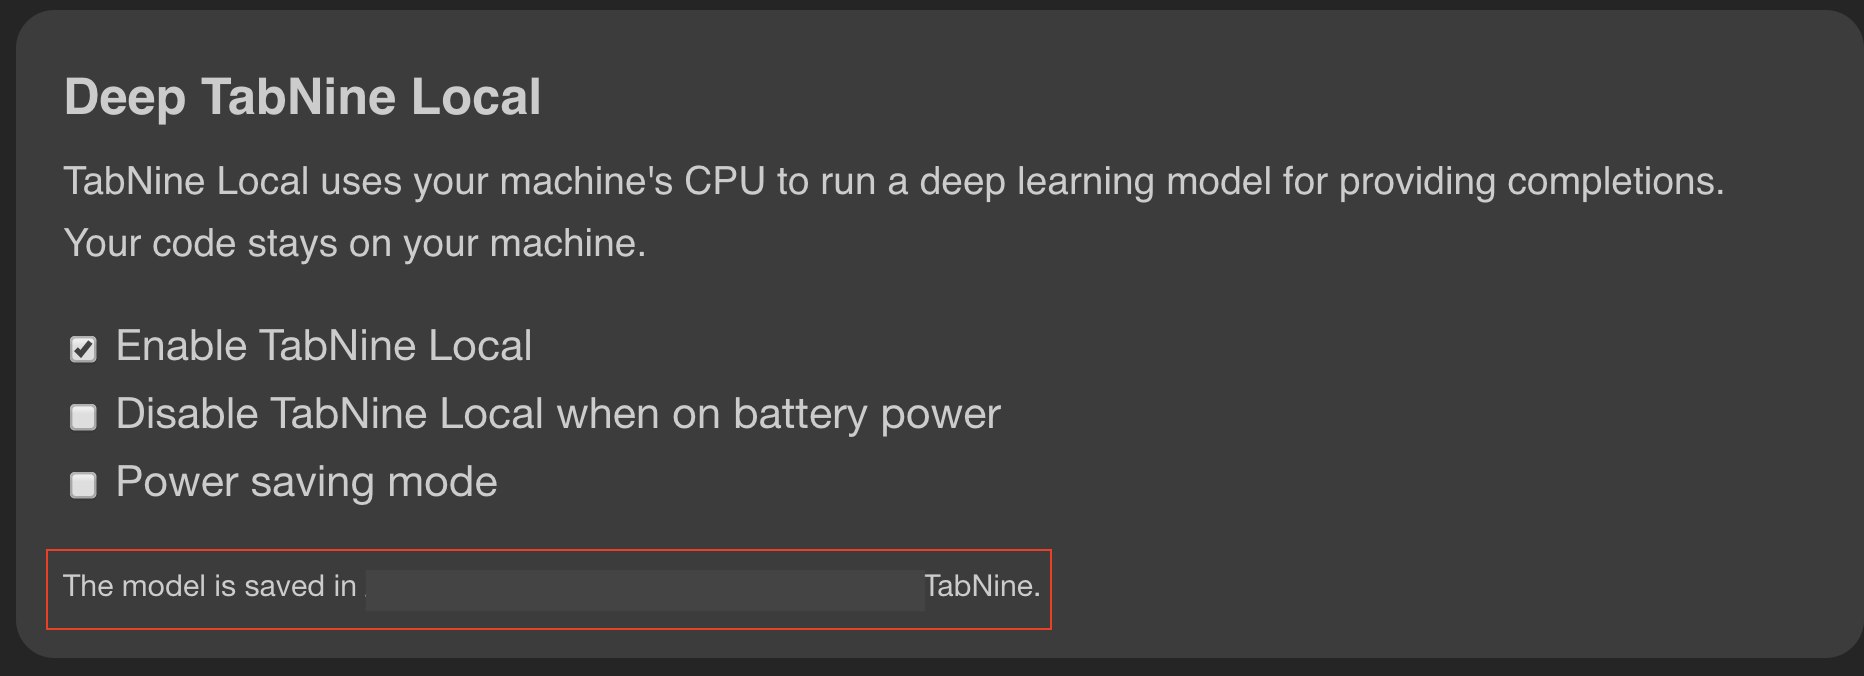 Deep TabNine Local
TabNine Local uses your machine's CPU to run a deep learning model for providing completions.
Your code stays on your machine.
Enable TabNine Local
Disable TabNine Local when on battery power
Power saving mode
The model is saved in TabNine.